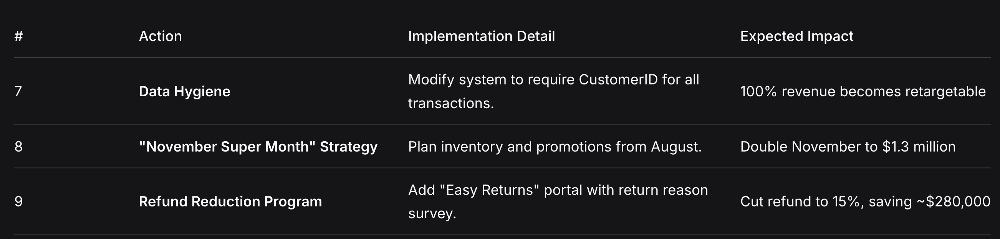 # Action Implementation Detail Expected Impact
7 Data Hygiene Modify system to require CustomerID for all transactions. 100% revenue becomes retargetable
8 "November Super Month" Strategy Plan inventory and promotions from August. Double November to $1.3 million
9 Refund Reduction Program Add "Easy Returns" portal with return reason survey. Cut refund to 15%, saving ~$280,000